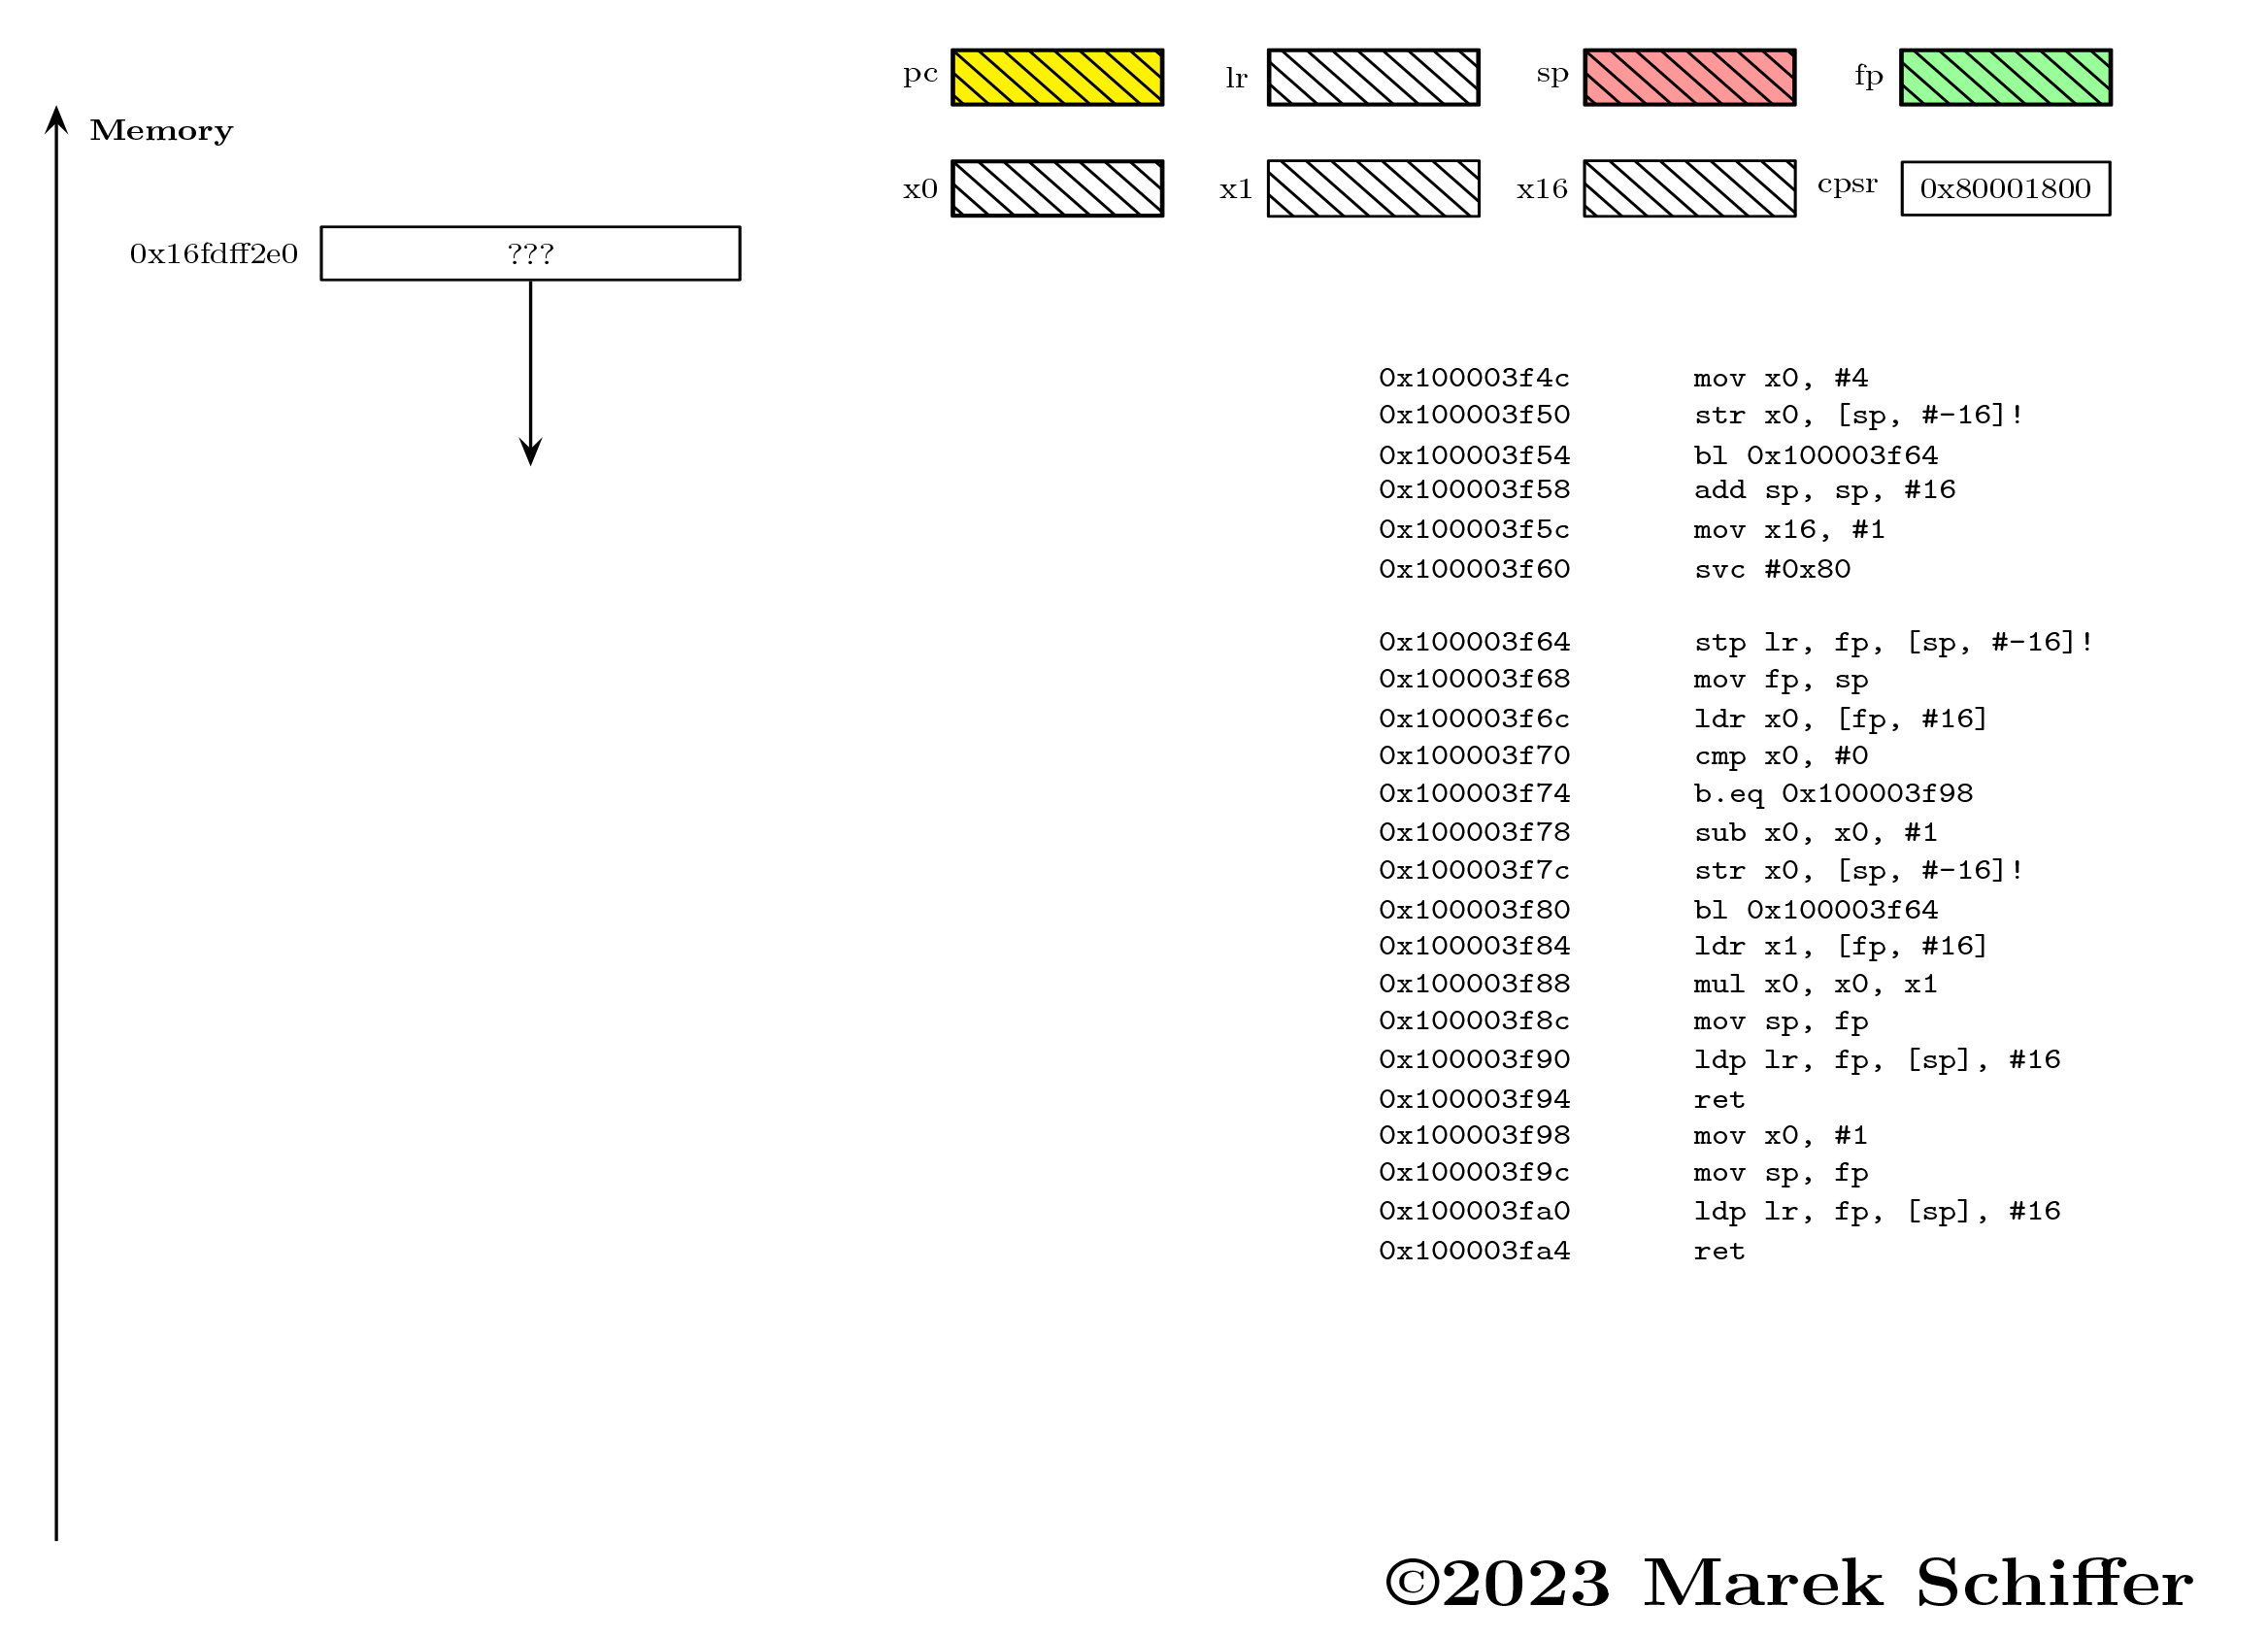 pc lr sp fp
Memory
x0 x1 x16 cpsr 0x80001800
0x16fdff2e0 ???
0x100003f4c mov x0, #4
0x100003f50 str x0, [sp, #-16]!
0x100003f54 bl 0x100003f64
0x100003f58 add sp, sp, #16
0x100003f5c mov x16, #1
0x100003f60 svc #0x80
0x100003f64 stp lr, fp, [sp, #-16]!
0x100003f68 mov fp, sp
0x100003f6c ldr x0, [fp, #16]
0x100003f70 cmp x0, #0
0x100003f74 b.eq 0x100003f98
0x100003f78 sub x0, x0, #1
0x100003f7c str x0, [sp, #-16]!
0x100003f80 bl 0x100003f64
0x100003f84 ldr x1, [fp, #16]
0x100003f88 mul x0, x0, x1
0x100003f8c mov sp, fp
0x100003f90 ldp lr, fp, [sp], #16
0x100003f94 ret
0x100003f98 mov x0, #1
0x100003f9c mov sp, fp
0x100003fa0 ldp lr, fp, [sp], #16
0x100003fa4 ret
©2023 Marek Schiffer